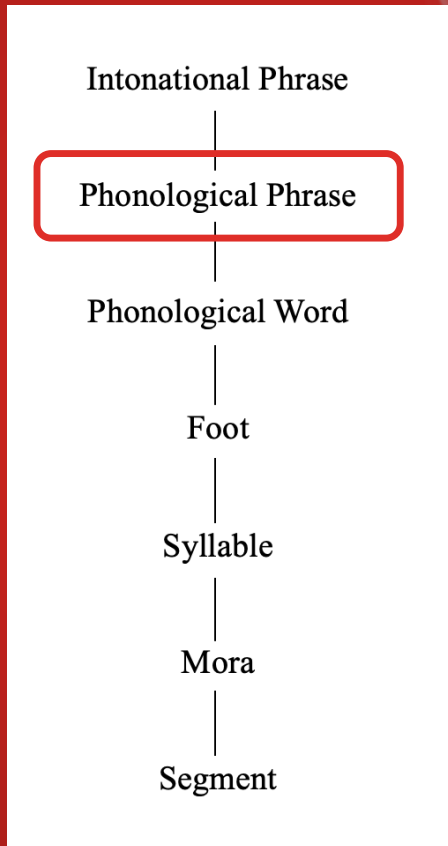 Intonational Phrase
Phonological Phrase
Phonological Word
Foot
Syllable
Mora
Segment